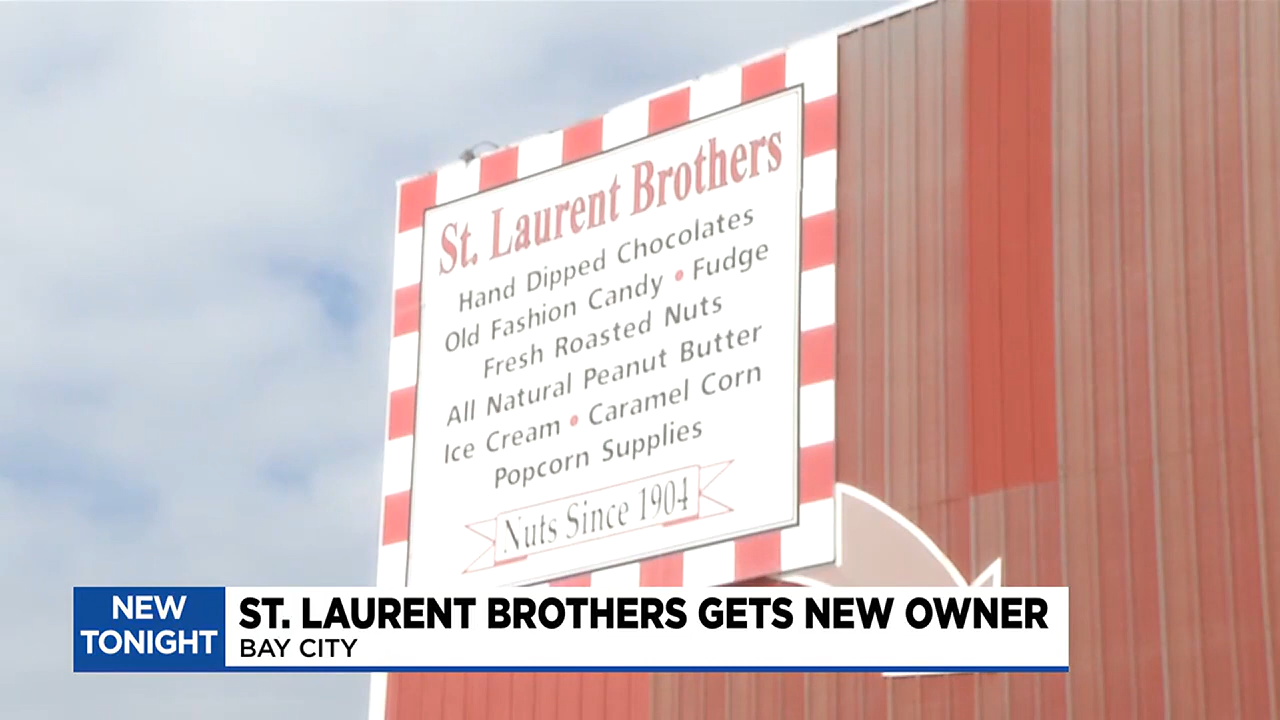 St. Laurent Brothers
Hand Dipped Chocolates
Old Fashion Candy • Fudge
Fresh Roasted Nuts
All Natural Peanut Butter
Ice Cream • Caramel Corn
Popcorn Supplies
Nuts Since 1904
NEW TONIGHT
ST. LAURENT BROTHERS GETS NEW OWNER
BAY CITY